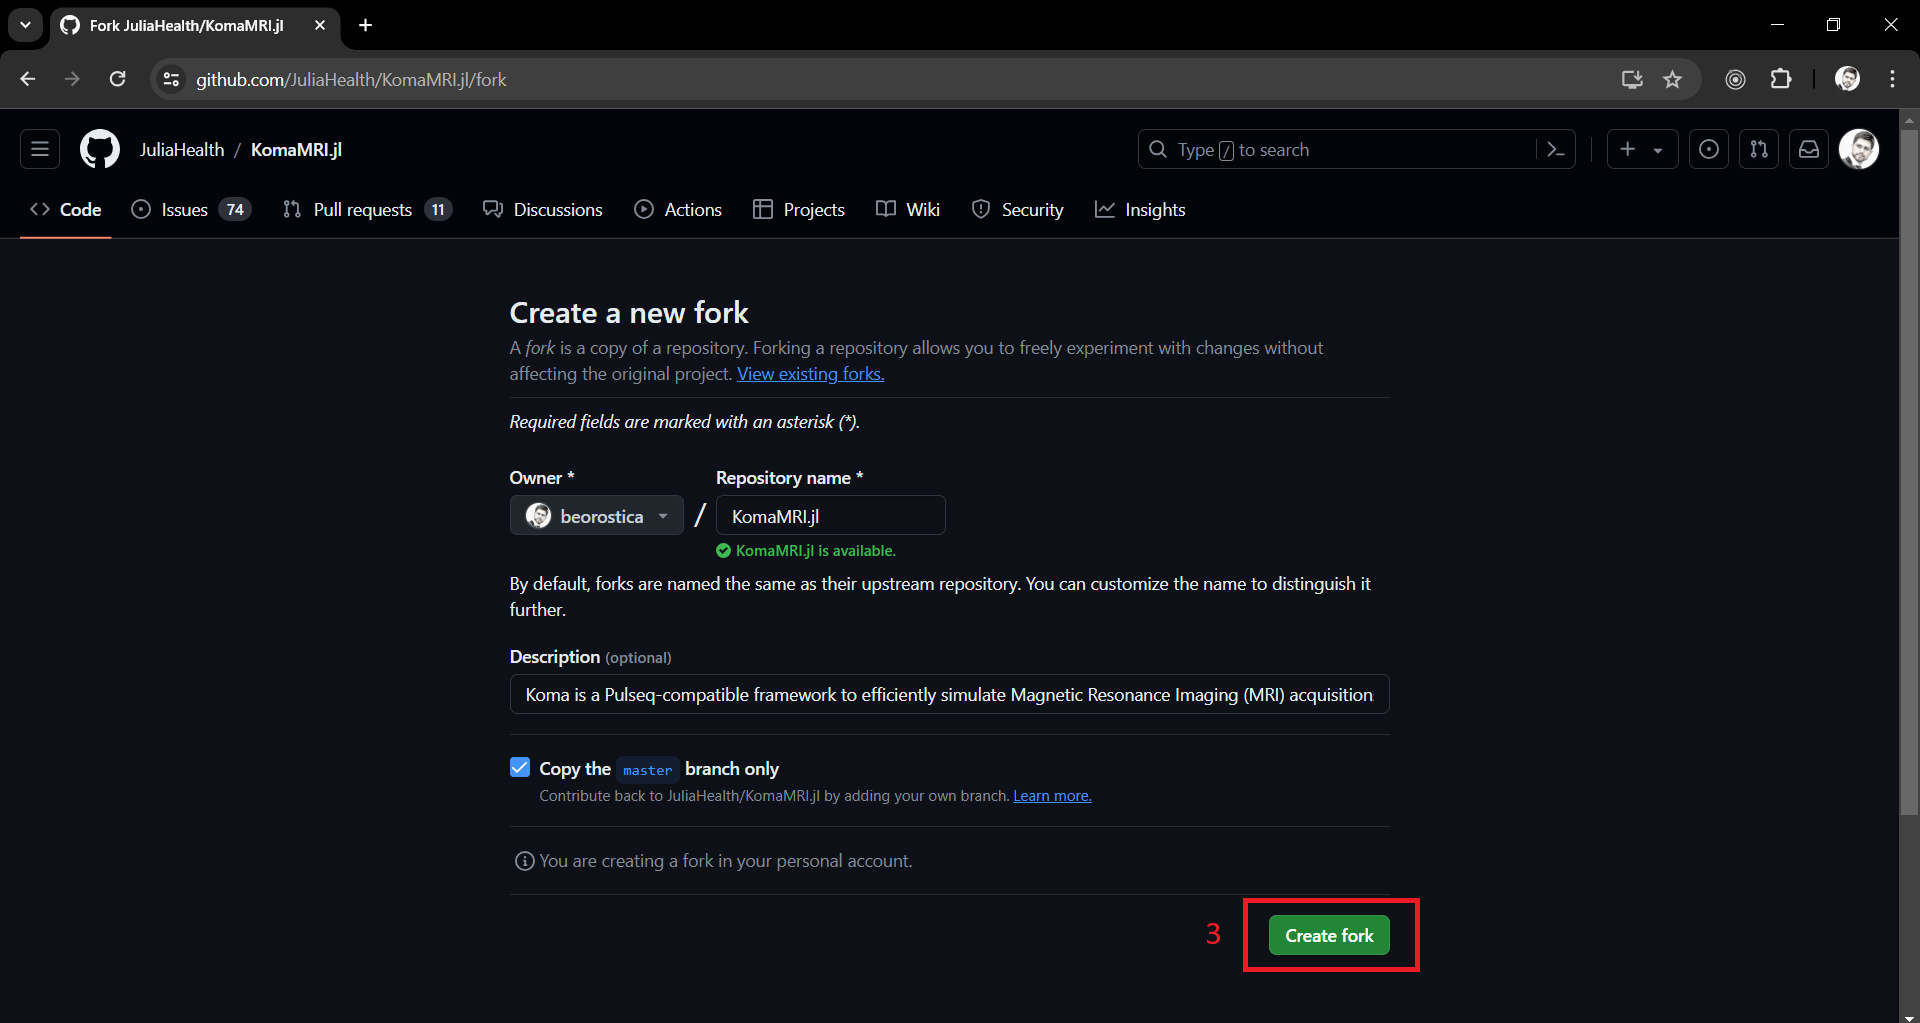 Fork JuliaHealth/KomaMRI.jl
github.com/JuliaHealth/KomaMRI.jl/fork
JuliaHealth / KomaMRI.jl
Type / to search
Code
Issues 74
Pull requests 11
Discussions
Actions
Projects
Wiki
Security
Insights
Create a new fork
A fork is a copy of a repository. Forking a repository allows you to freely experiment with changes without
affecting the original project. View existing forks.
Required fields are marked with an asterisk (*).
Owner *
Repository name *
beorostica / KomaMRI.jl
KomaMRI.jl is available.
By default, forks are named the same as their upstream repository. You can customize the name to distinguish it
further.
Description (optional)
Koma is a Pulseq-compatible framework to efficiently simulate Magnetic Resonance Imaging (MRI) acquisition
Copy the master branch only
Contribute back to JuliaHealth/KomaMRI.jl by adding your own branch. Learn more.
You are creating a fork in your personal account.
3
Create fork